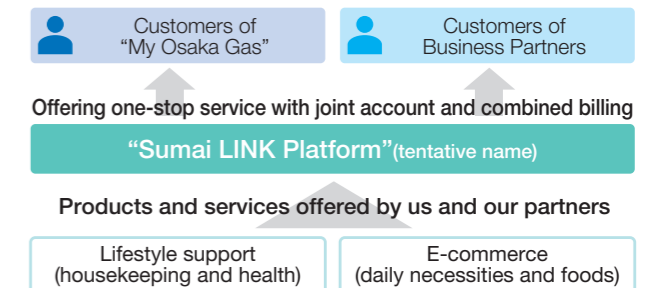 Customers of
“My Osaka Gas”
Customers of
Business Partners
Offering one-stop service with joint account and combined billing
“Sumai LINK Platform”(tentative name)
Products and services offered by us and our partners
Lifestyle support
(housekeeping and health)
E-commerce
(daily necessities and foods)